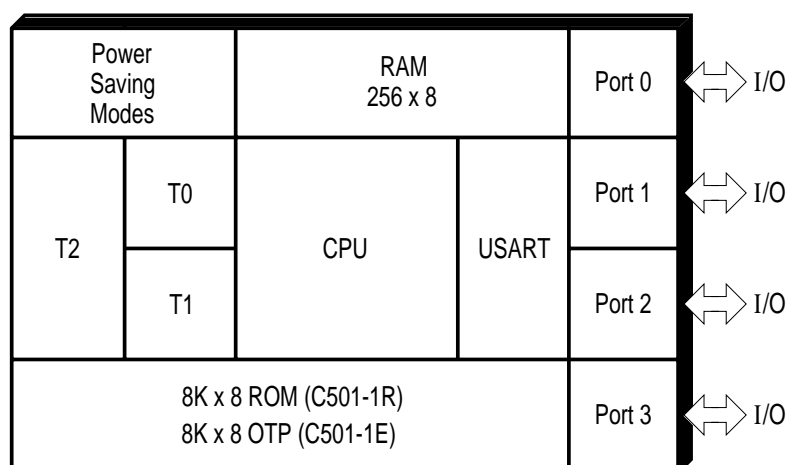 Power
Saving
Modes
RAM
256 x 8
Port 0
I/O
T2
T0
T1
CPU
USART
Port 1
I/O
Port 2
I/O
8K x 8 ROM (C501-1R)
8K x 8 OTP (C501-1E)
Port 3
I/O